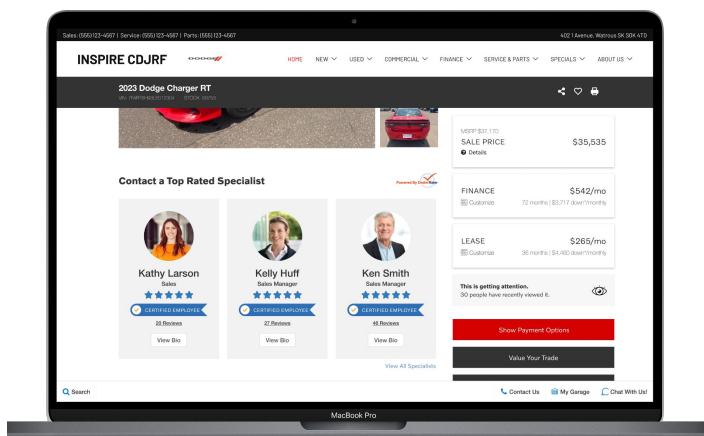 Sales: (555)123-4567 | Service: (555)123-4567 | Parts: (555)123-4567
402 1 Avenue, Watrous SK S0K 4T0
INSPIRE CDJRF
DODGE
HOME NEW USED COMMERCIAL FINANCE SERVICE & PARTS SPECIALS ABOUT US
2023 Dodge Charger RT
VIN: STOCK:
MSRP $37,170
SALE PRICE $35,535
Details
Contact a Top Rated Specialist
Powered By DealerRater
FINANCE $542/mo
Customize 72 months | $3,717 down*/monthly
Kathy Larson
Sales
CERTIFIED EMPLOYEE
20 Reviews
View Bio
Kelly Huff
Sales Manager
CERTIFIED EMPLOYEE
27 Reviews
View Bio
Ken Smith
Sales Manager
CERTIFIED EMPLOYEE
46 Reviews
View Bio
LEASE $265/mo
Customize 36 months | $4,460 down*/monthly
This is getting attention.
30 people have recently viewed it.
Show Payment Options
Value Your Trade
View All Specialists
Search
Contact Us My Garage Chat With Us!
MacBook Pro